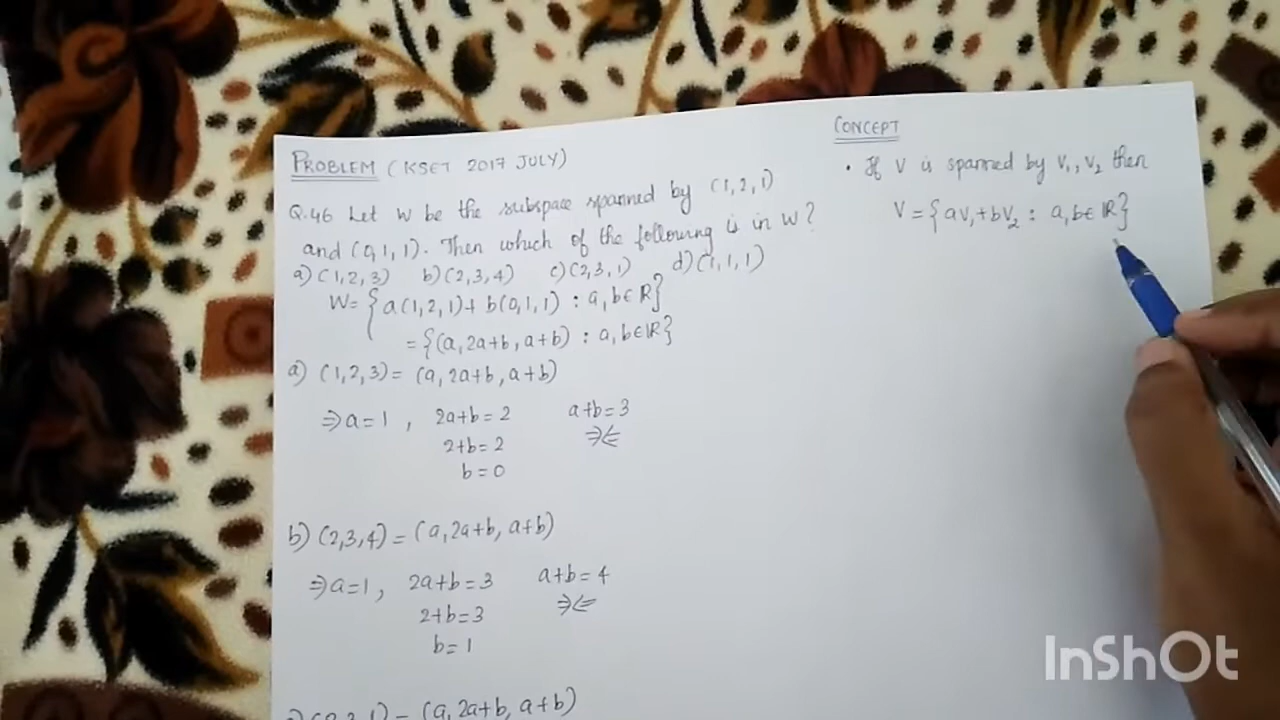 PROBLEM (KSET 2017 JULY)
Q.46 Let W be the subspace spanned by (1,2,1)
and (0,1,1). Then which of the following is in W?
a) (1,2,3) b) (2,3,4) c) (2,3,1) d) (1,1,1)
W = { a(1,2,1) + b(0,1,1) : a,b∈ℝ}
= {(a, 2a+b, a+b) : a,b∈ℝ}
a) (1,2,3) = (a, 2a+b, a+b)
⇒ a=1 , 2a+b = 2 a+b = 3
2+b = 2 ⇒⇐
b = 0
b) (2,3,4) = (a, 2a+b, a+b)
⇒ a=1 , 2a+b = 3 a+b = 4
2+b = 3 ⇒⇐
b = 1
(a, 2a+b, a+b)
CONCEPT
• If V is spanned by V₁, V₂ then
V = {aV₁+bV₂ : a,b∈ℝ}
InShOt